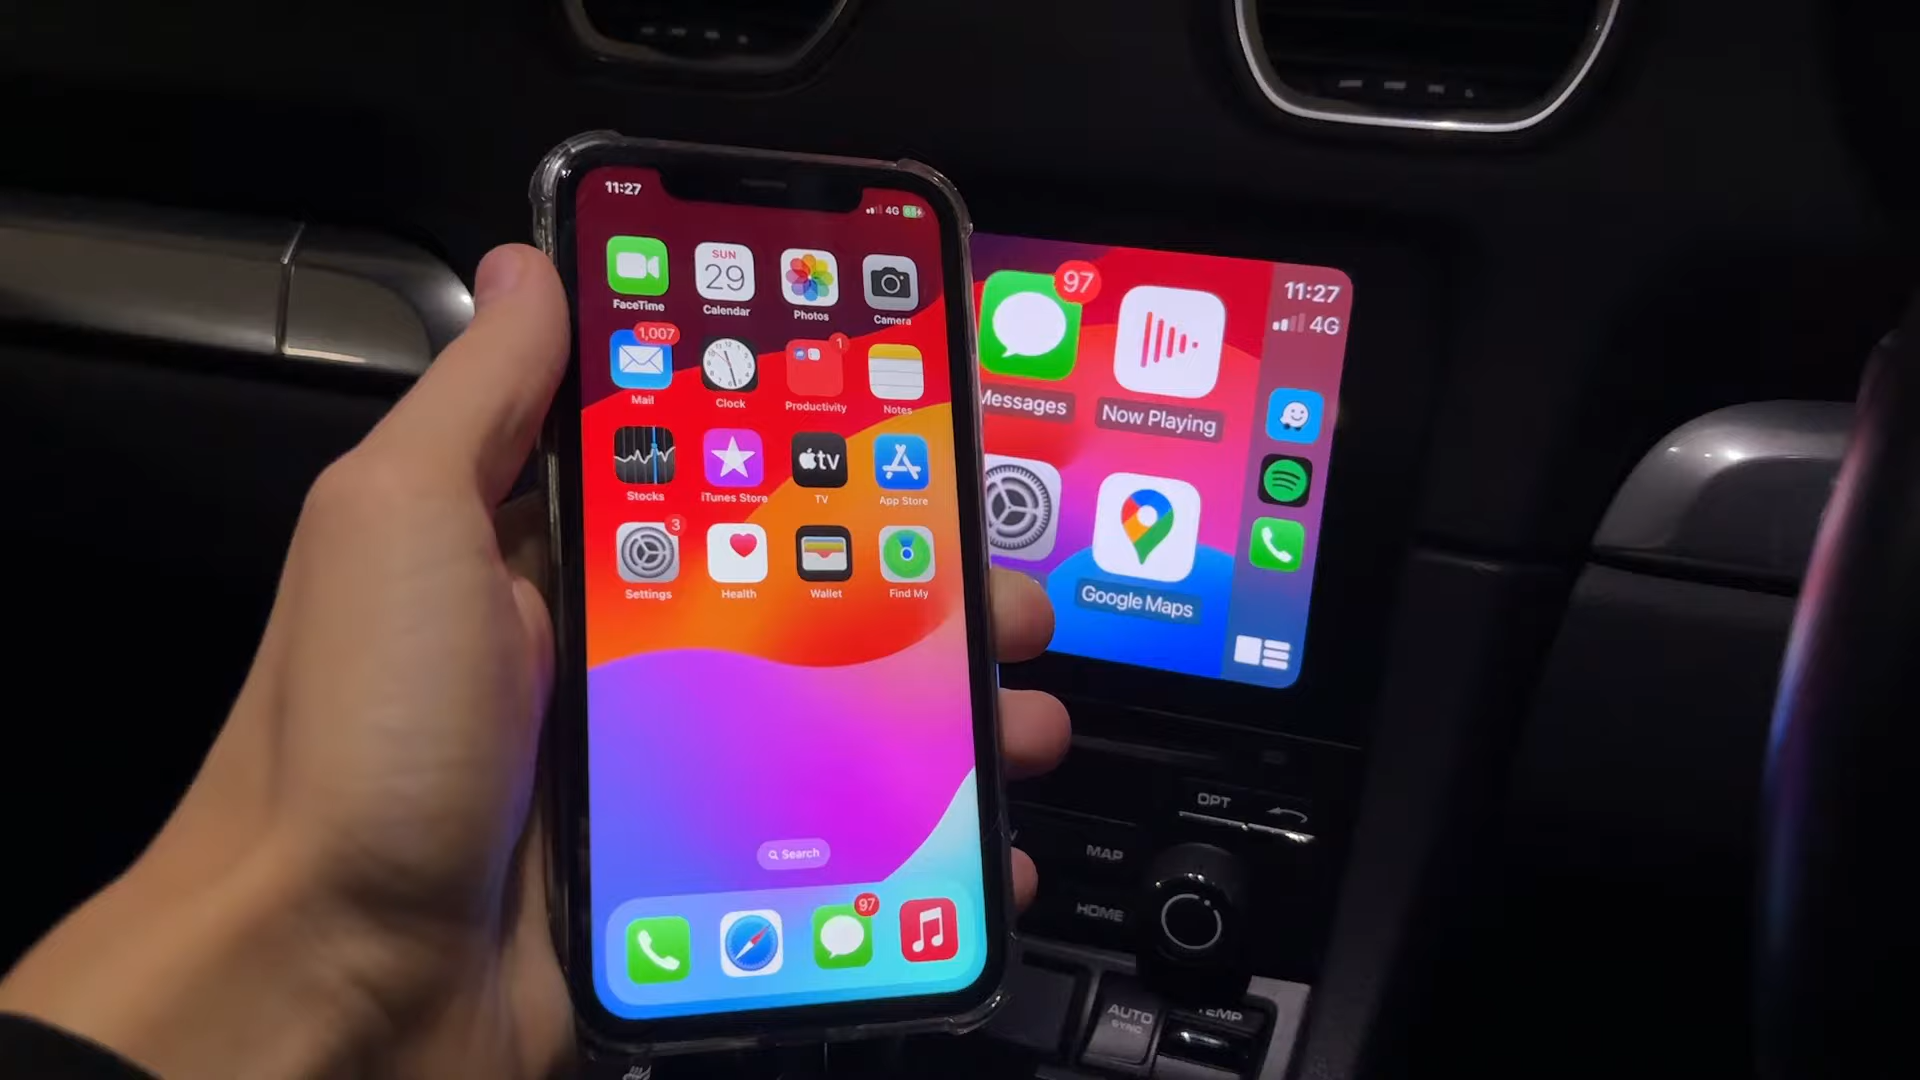 11:27
4G
FaceTime
SUN
29
Calendar
Photos
Camera
1,007
Mail
Clock
1
Productivity
Notes
Stocks
iTunes Store
tv
TV
App Store
3
Settings
Health
Wallet
Find My
Search
97
97
Messages
Now Playing
11:27
4G
Google Maps
OPT
MAP
HOME
AUTO
SYNC
TEMP